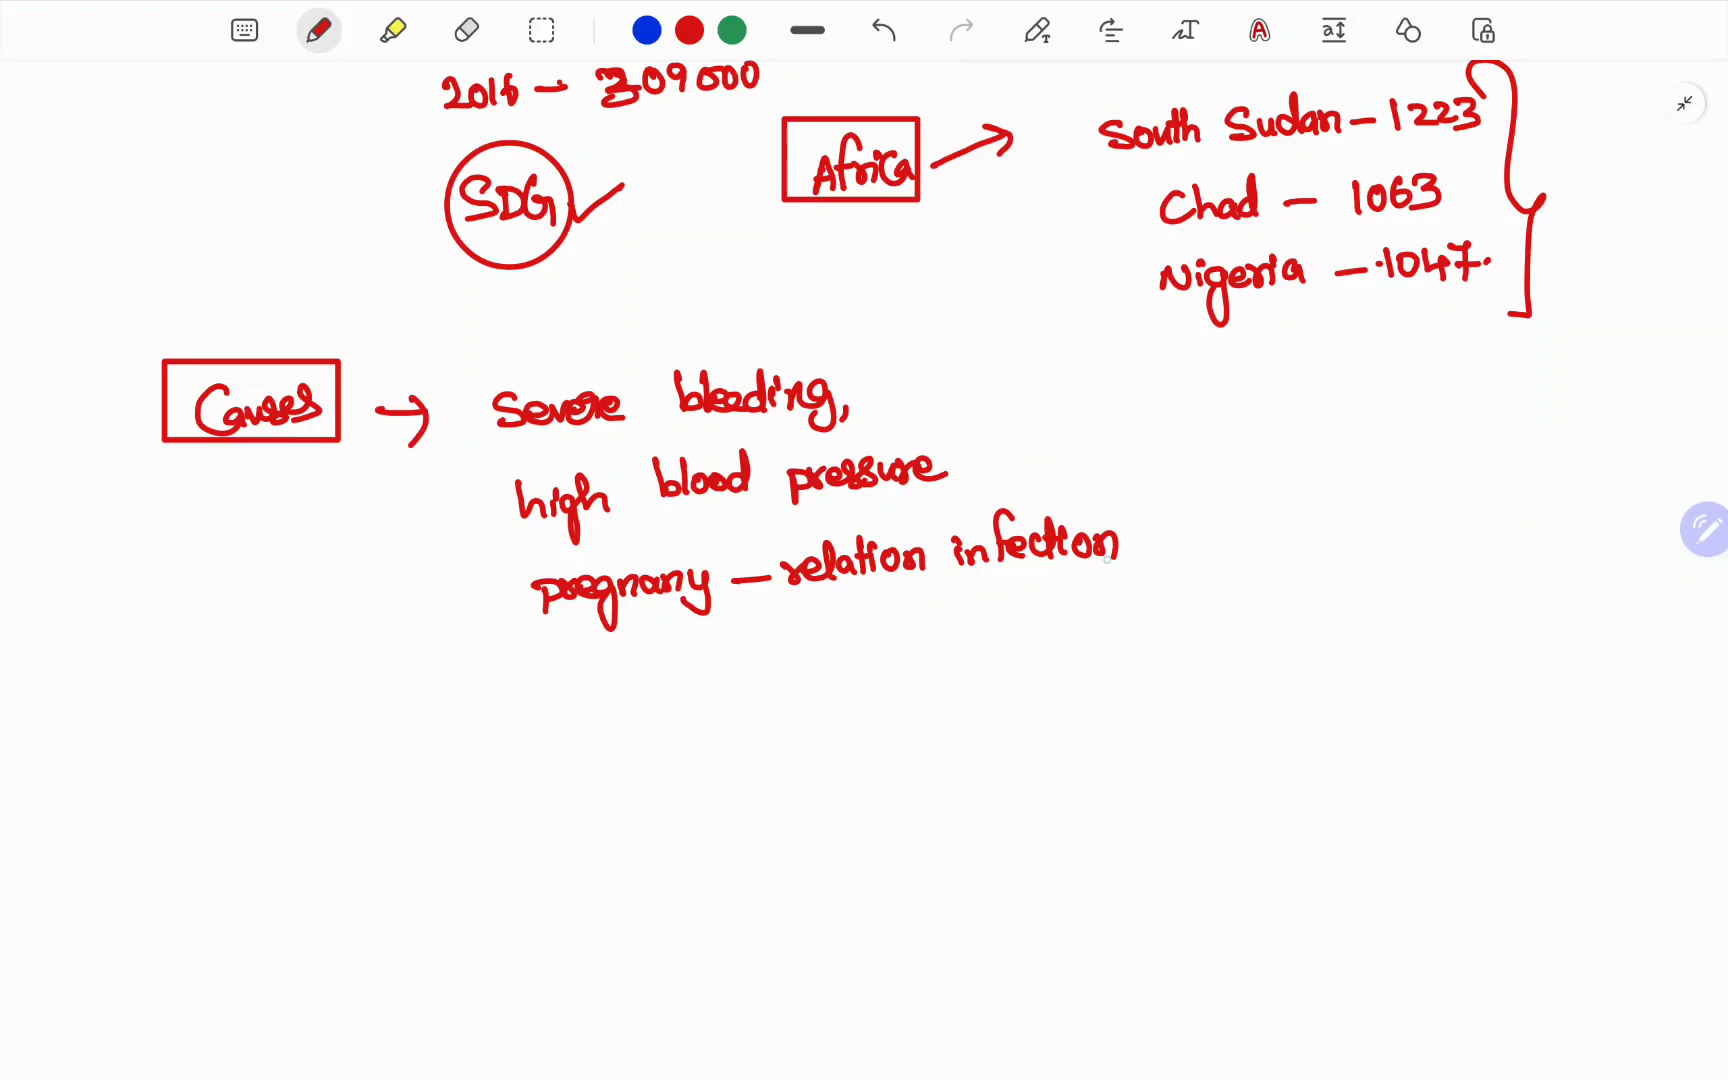 2016 - 309000
SDG
Africa → South Sudan - 1223
Chad - 1063
Nigeria - 1047.
Causes → Severe bleeding,
high blood pressure
pregnany - relation infection